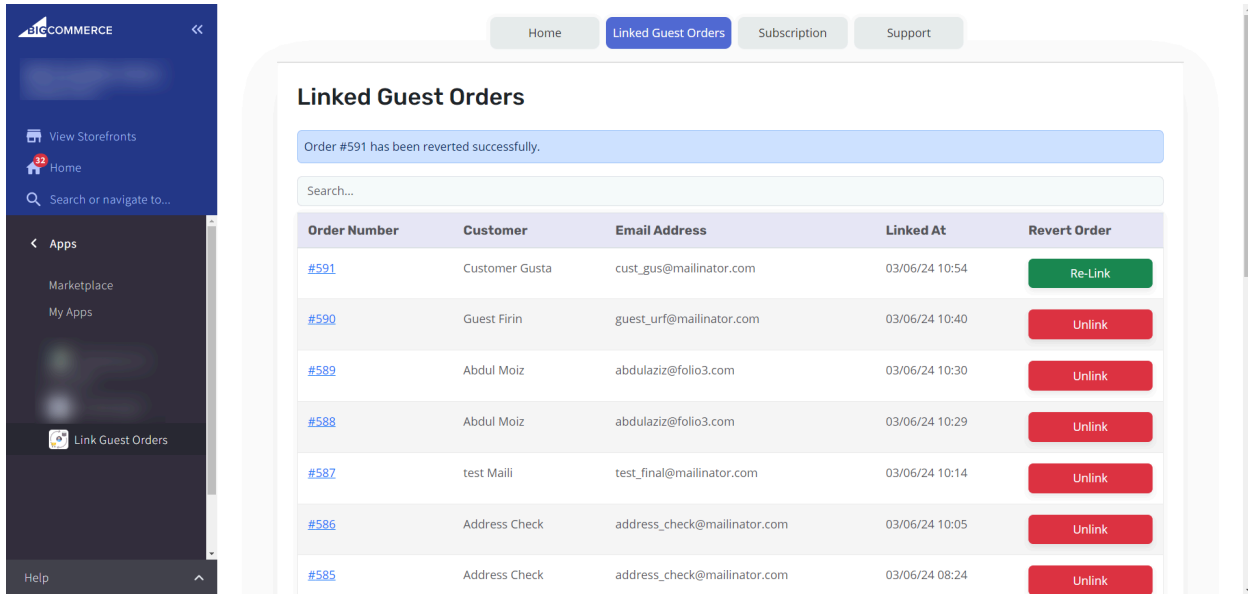 BIGCOMMERCE
View Storefronts
32
Home
Search or navigate to...
Apps
Marketplace
My Apps
Link Guest Orders
Help
Home Linked Guest Orders Subscription Support
Linked Guest Orders
Order #591 has been reverted successfully.
Search...
Order Number Customer Email Address Linked At Revert Order
#591 Customer Gusta cust_gus@mailinator.com 03/06/24 10:54 Re-Link
#590 Guest Firin guest_urf@mailinator.com 03/06/24 10:40 Unlink
#589 Abdul Moiz abdulaziz@folio3.com 03/06/24 10:30 Unlink
#588 Abdul Moiz abdulaziz@folio3.com 03/06/24 10:29 Unlink
#587 test Maili test_final@mailinator.com 03/06/24 10:14 Unlink
#586 Address Check address_check@mailinator.com 03/06/24 10:05 Unlink
#585 Address Check address_check@mailinator.com 03/06/24 08:24 Unlink